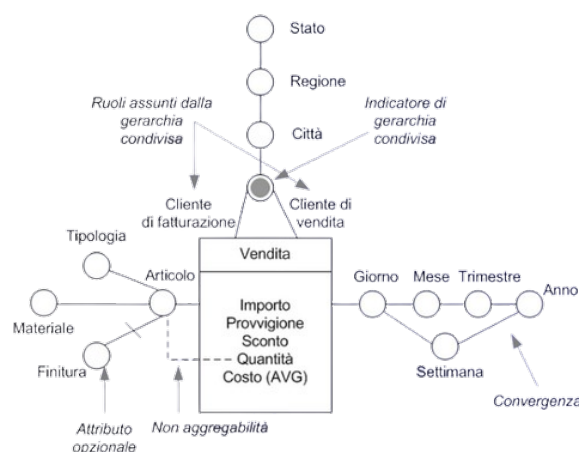 Stato
Regione
Ruoli assunti dalla
gerarchia
condivisa
Indicatore di
gerarchia
condivisa
Città
Cliente
di fatturazione
Cliente di
vendita
Tipologia
Articolo
Materiale
Finitura
Vendita
Importo
Provvigione
Sconto
Quantità
Costo (AVG)
Giorno
Mese
Trimestre
Anno
Settimana
Convergenza
Attributo
opzionale
Non aggregabilità